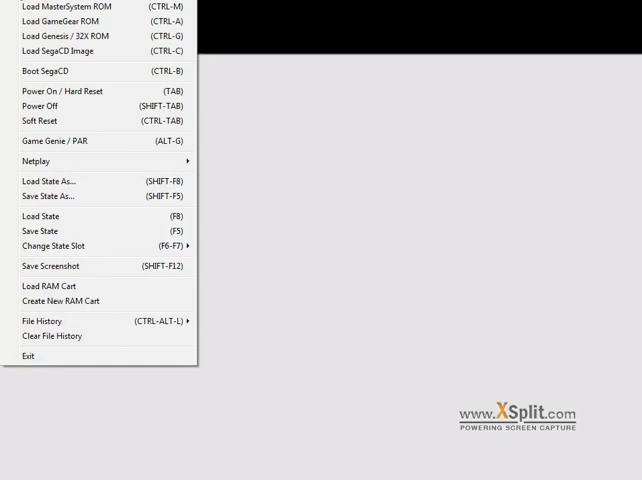 Load MasterSystem ROM (CTRL-M)
Load GameGear ROM (CTRL-A)
Load Genesis / 32X ROM (CTRL-G)
Load SegaCD Image (CTRL-C)
Boot SegaCD (CTRL-B)
Power On / Hard Reset (TAB)
Power Off (SHIFT-TAB)
Soft Reset (CTRL-TAB)
Game Genie / PAR (ALT-G)
Netplay
Load State As... (SHIFT-F8)
Save State As... (SHIFT-F5)
Load State (F8)
Save State (F5)
Change State Slot (F6-F7)
Save Screenshot (SHIFT-F12)
Load RAM Cart
Create New RAM Cart
File History (CTRL-ALT-L)
Clear File History
Exit
www.XSplit.com
POWERING SCREEN CAPTURE